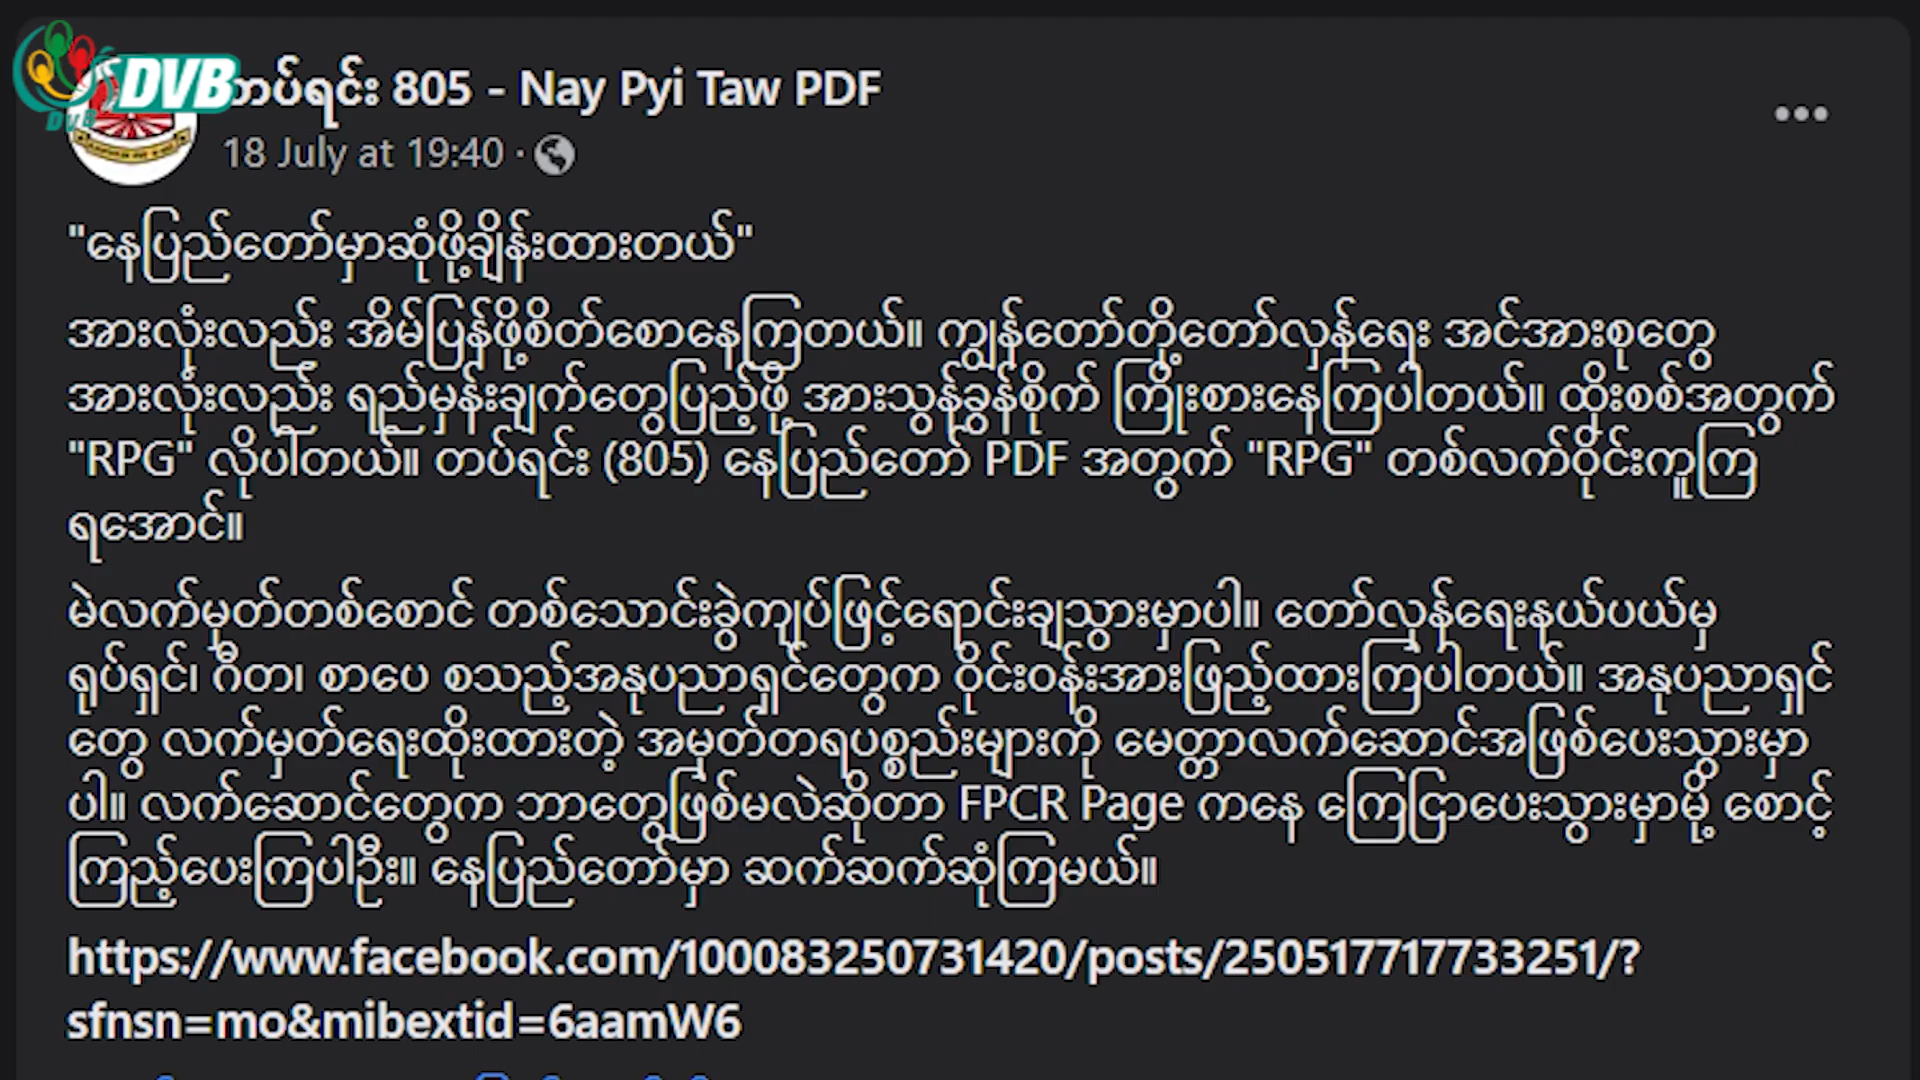 DVB
တပ်ရင်း 805 - Nay Pyi Taw PDF
18 July at 19:40 ·
"နေပြည်တော်မှာဆုံဖို့ချိန်းထားတယ်"
အားလုံးလည်း အိမ်ပြန်ဖို့စိတ်စောနေကြတယ်။ ကျွန်တော်တို့တော်လှန်ရေး အင်အားစုတွေ
အားလုံးလည်း ရည်မှန်းချက်တွေပြည့်ဖို့ အားသွန်ခွန်စိုက် ကြိုးစားနေကြပါတယ်။ ထိုးစစ်အတွက်
"RPG" လိုပါတယ်။ တပ်ရင်း (805) နေပြည်တော် PDF အတွက် "RPG" တစ်လက်ဝိုင်းကူကြ
ရအောင်။
မဲလက်မှတ်တစ်စောင် တစ်သောင်းခွဲကျပ်ဖြင့်ရောင်းချသွားမှာပါ။ တော်လှန်ရေးနယ်ပယ်မှ
ရုပ်ရှင်၊ ဂီတ၊ စာပေ စသည့်အနုပညာရှင်တွေက ဝိုင်းဝန်းအားဖြည့်ထားကြပါတယ်။ အနုပညာရှင်
တွေ လက်မှတ်ရေးထိုးထားတဲ့ အမှတ်တရပစ္စည်းများကို မေတ္တာလက်ဆောင်အဖြစ်ပေးသွားမှာ
ပါ။ လက်ဆောင်တွေက ဘာတွေဖြစ်မလဲဆိုတာ FPCR Page ကနေ ကြေငြာပေးသွားမှာမို့ စောင့်
ကြည့်ပေးကြပါဦး။ နေပြည်တော်မှာ ဆက်ဆက်ဆုံကြမယ်။
https://www.facebook.com/100083250731420/posts/250517717733251/?
sfnsn=mo&mibextid=6aamW6